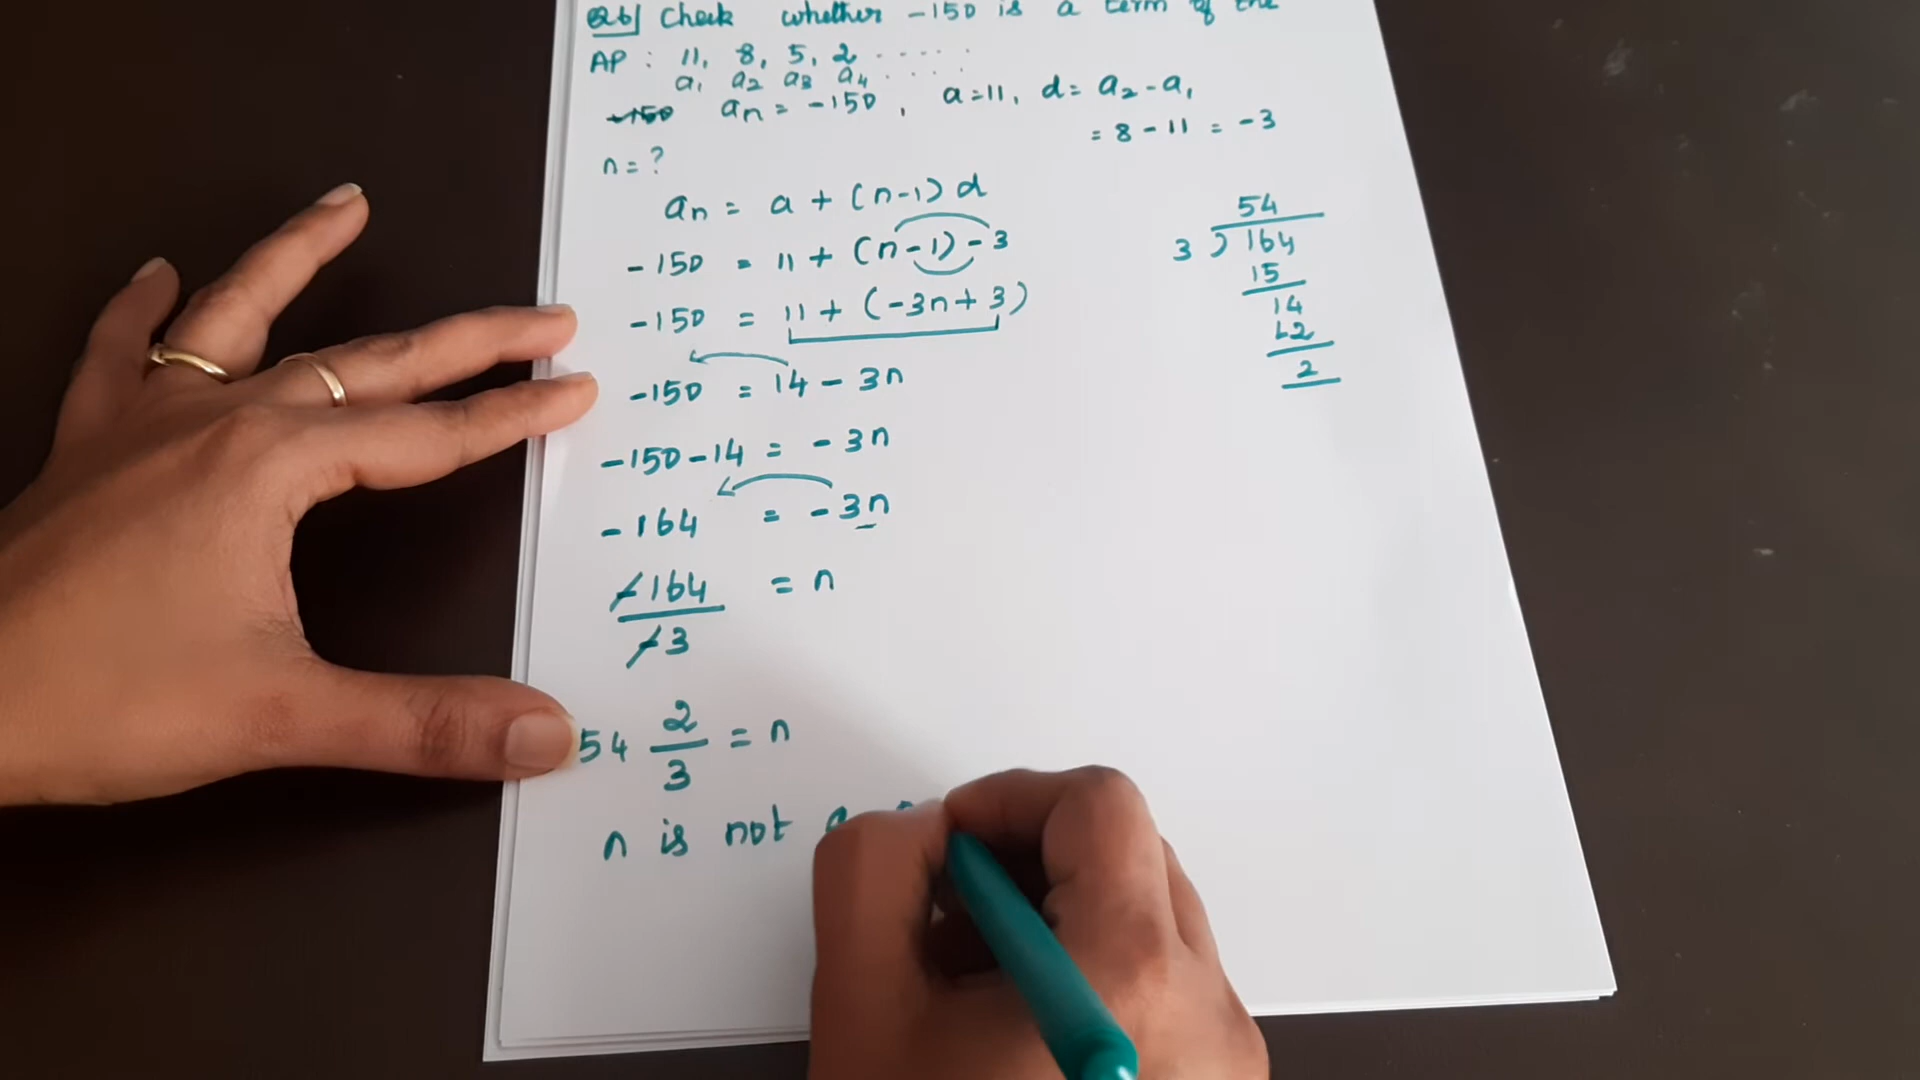 Q6) Check whether -150 is a term of the
AP : 11, 8, 5, 2 . . . . .
a₁ a₂ a₃ a₄ . . . .
aₙ = -150 , a = 11, d = a₂ - a₁
= 8 - 11 = -3
n = ?
aₙ = a + (n-1) d
-150 = 11 + (n-1) -3
-150 = 11 + (-3n + 3)
-150 = 14 - 3n
-150 - 14 = -3n
-164 = -3n
-164 = n
-3
54 2/3 = n
n is not a
54
3 ) 164
15
14
12
2